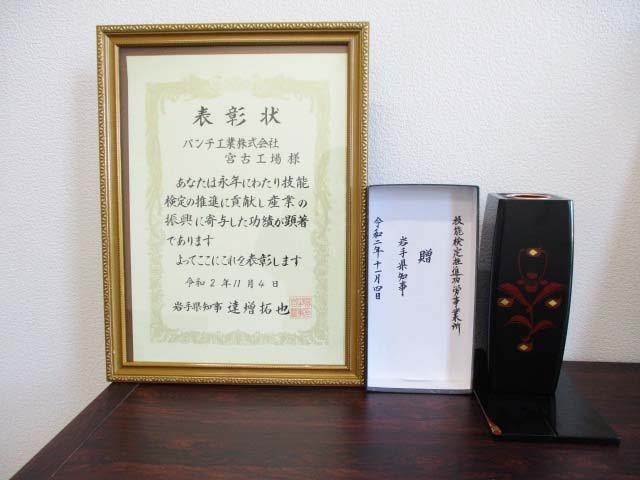 表彰状
パンチ工業株式会社
宮古工場 様
あなたは永年にわたり技能
検定の推進に貢献し産業の
振興に寄与した功績が顕著
であります
よってここにこれを表彰します
令和2年11月4日
岩手県知事 達増拓也
技能検定推進功労事業所
贈
岩手県知事
令和二年十一月四日